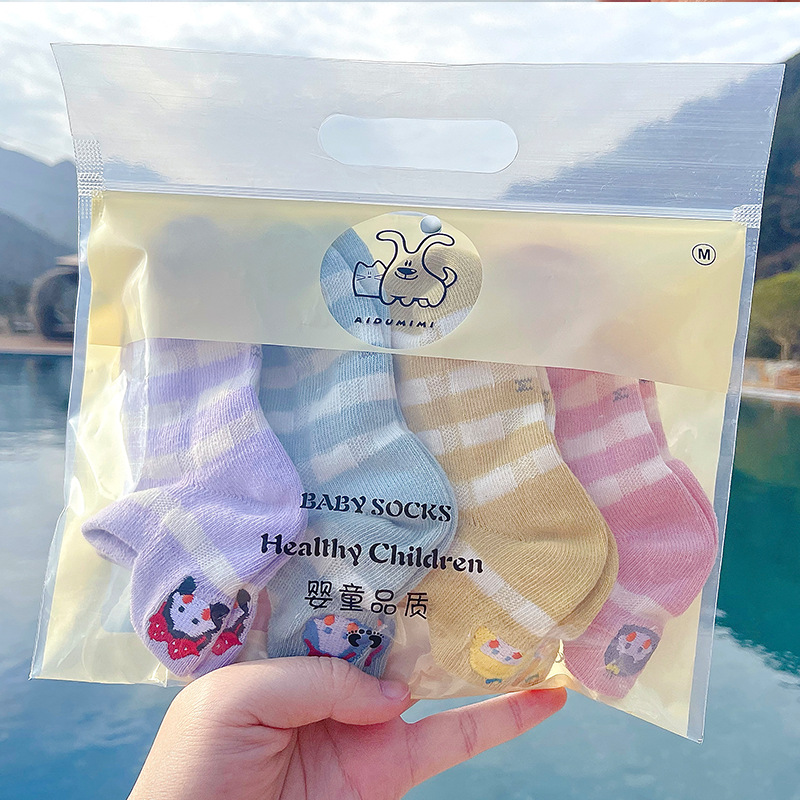 AIDUMIMI
M
BABY SOCKS
Healthy Children
婴童品质